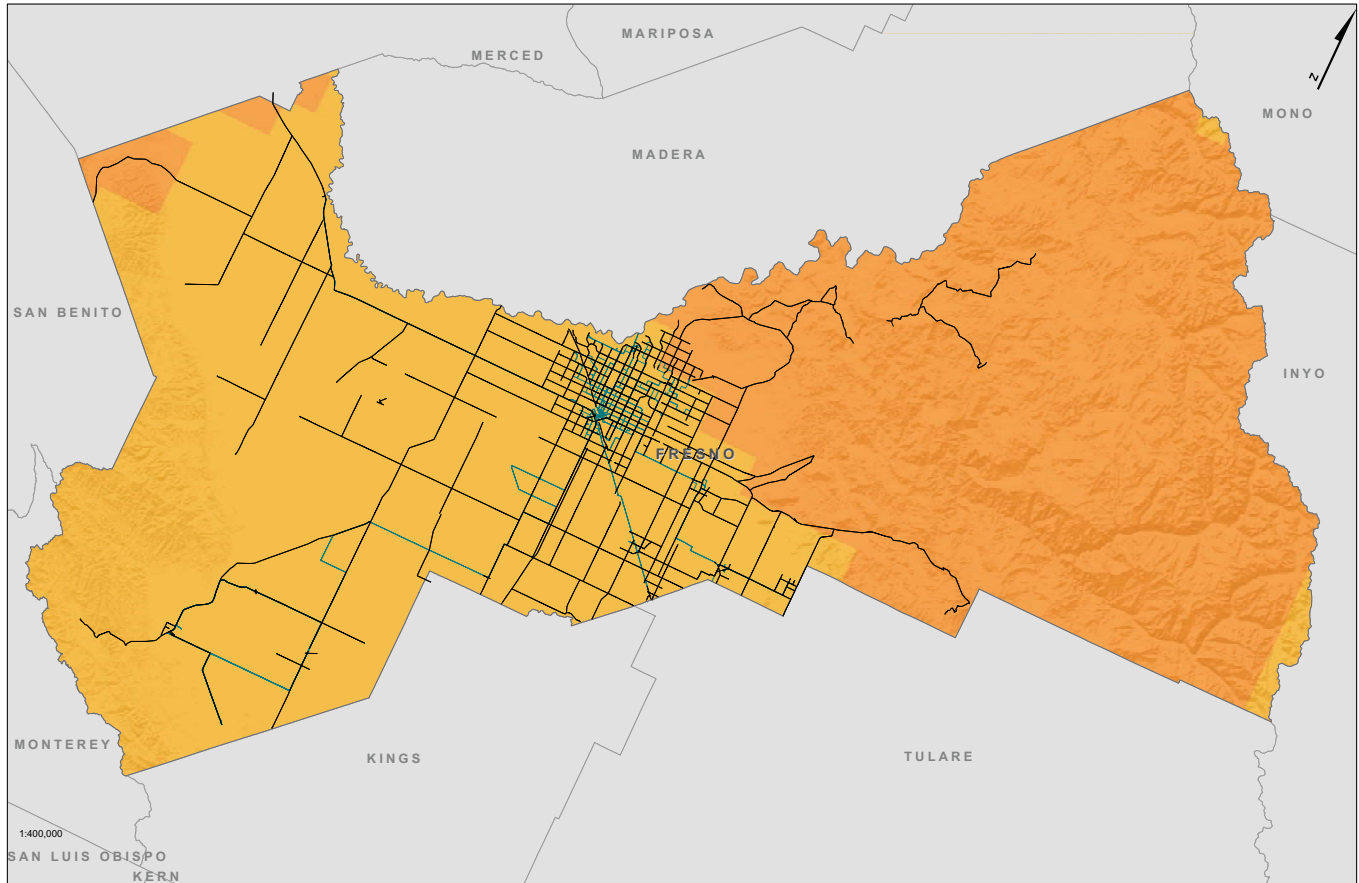 MARIPOSA
MERCED
N
MONO
MADERA
SAN BENITO
INYO
FRESNO
MONTEREY
KINGS
TULARE
1:400,000
SAN LUIS OBISPO
KERN